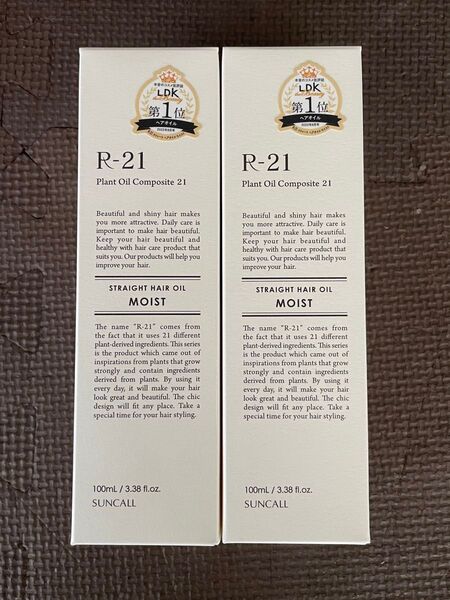 LDK
第1位
ヘアオイル
R-21
Plant Oil Composite 21
Beautiful and shiny hair makes
you more attractive. Daily care is
important to make hair beautiful.
Keep your hair beautiful and
healthy with hair care product that
suits you. Our products will help you
improve your hair.
STRAIGHT HAIR OIL
MOIST
The name "R-21" comes from
the fact that it uses 21 different
plant-derived ingredients. This series
is the product which came out of
inspirations from plants that grow
strongly and contain ingredients
derived from plants. By using it
every day, it will make your hair
look great and beautiful. The chic
design will fit any place. Take a
special time for your hair styling.
100mL / 3.38 fl.oz.
SUNCALL
LDK
第1位
ヘアオイル
R-21
Plant Oil Composite 21
Beautiful and shiny hair makes
you more attractive. Daily care is
important to make hair beautiful.
Keep your hair beautiful and
healthy with hair care product that
suits you. Our products will help you
improve your hair.
STRAIGHT HAIR OIL
MOIST
The name "R-21" comes from
the fact that it uses 21 different
plant-derived ingredients. This series
is the product which came out of
inspirations from plants that grow
strongly and contain ingredients
derived from plants. By using it
every day, it will make your hair
look great and beautiful. The chic
design will fit any place. Take a
special time for your hair styling.
100mL / 3.38 fl.oz.
SUNCALL